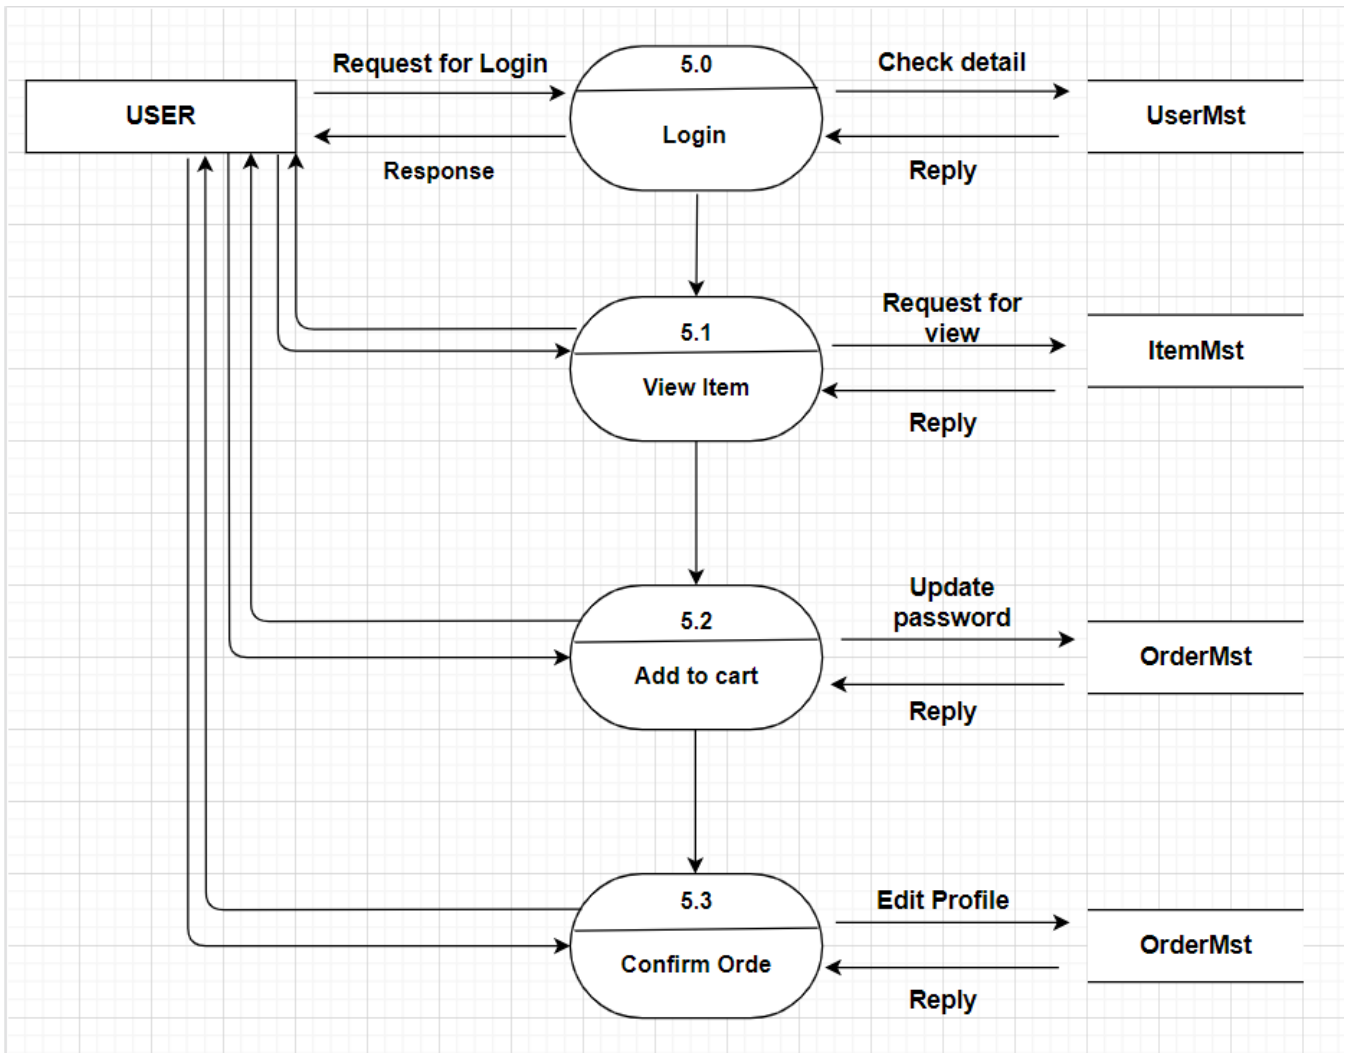 Request for Login
5.0
Check detail
USER
Login
UserMst
Response
Reply
5.1
Request for
view
View Item
ItemMst
Reply
5.2
Update
password
Add to cart
OrderMst
Reply
5.3
Edit Profile
Confirm Orde
OrderMst
Reply